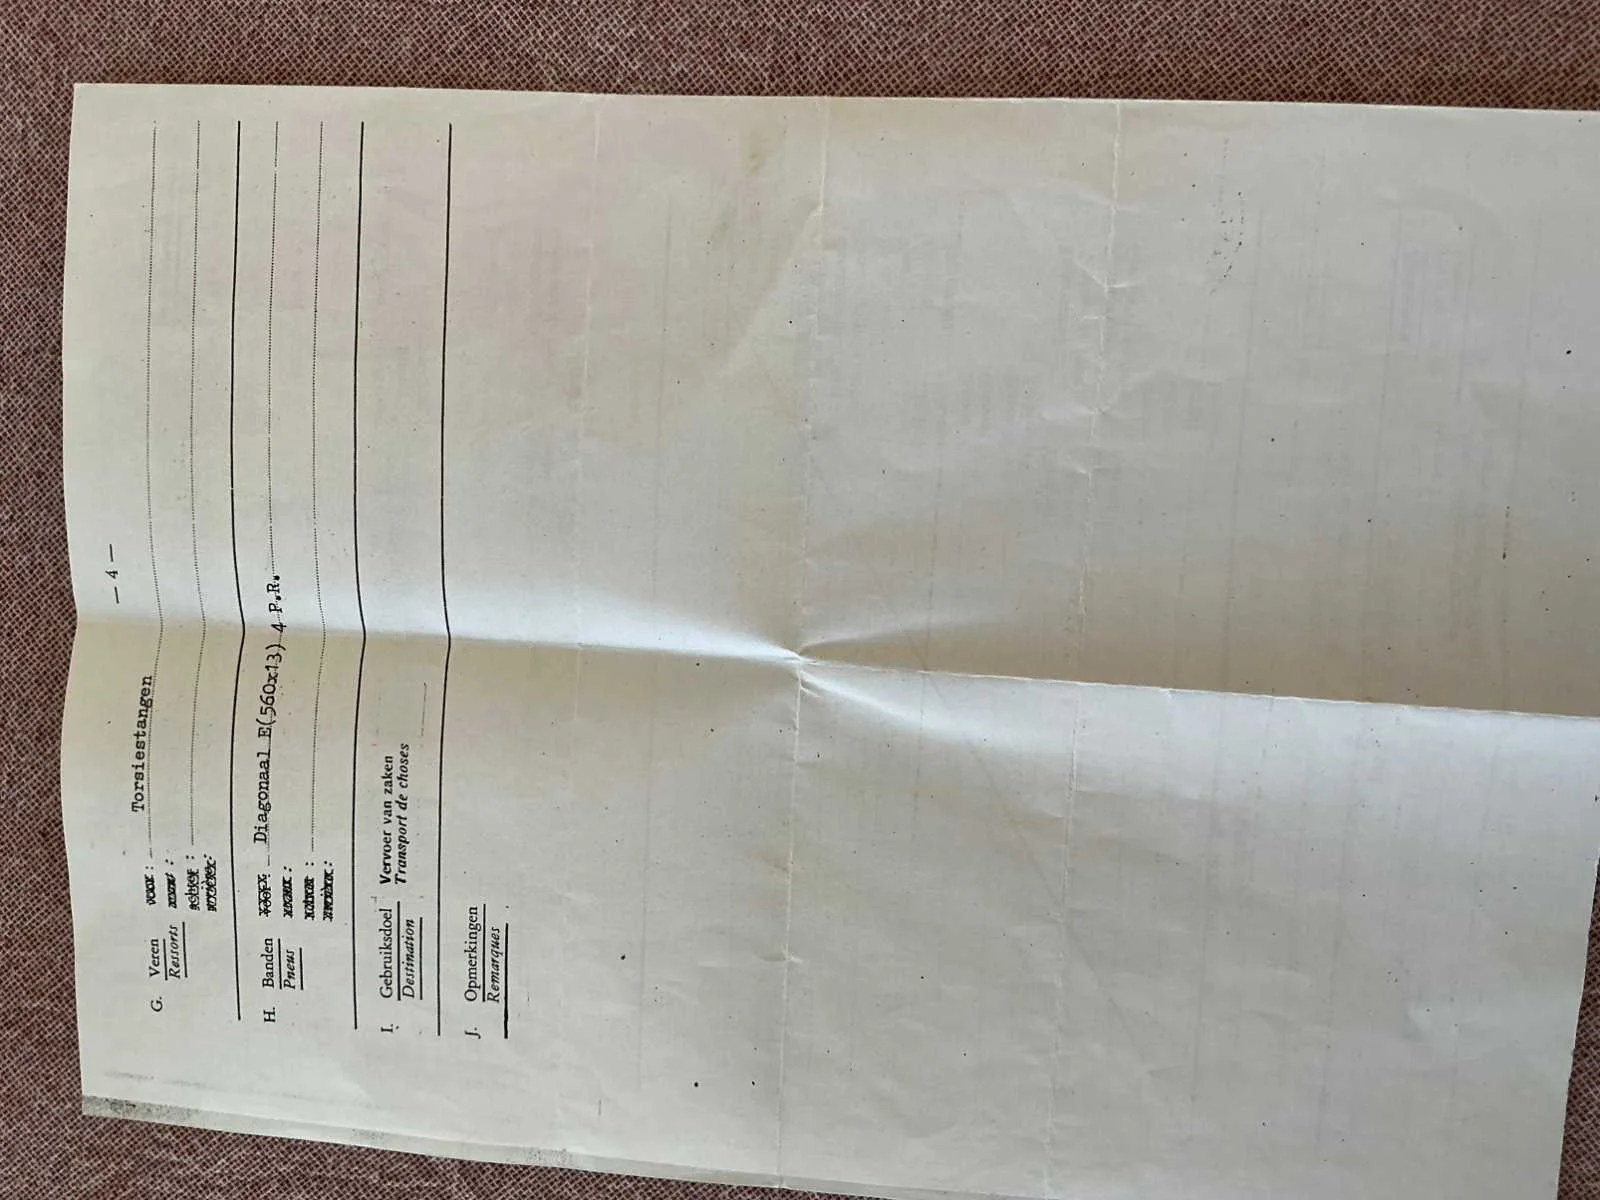 — 4 —
G. Veren : Torsiestangen
Ressorts :
:
H. Banden : Diagonaal E(560x13) 4 P.R.
Pneus :
:
:
I. Gebruiksdoel Vervoer van zaken
Destination Transport de choses
J. Opmerkingen
Remarques